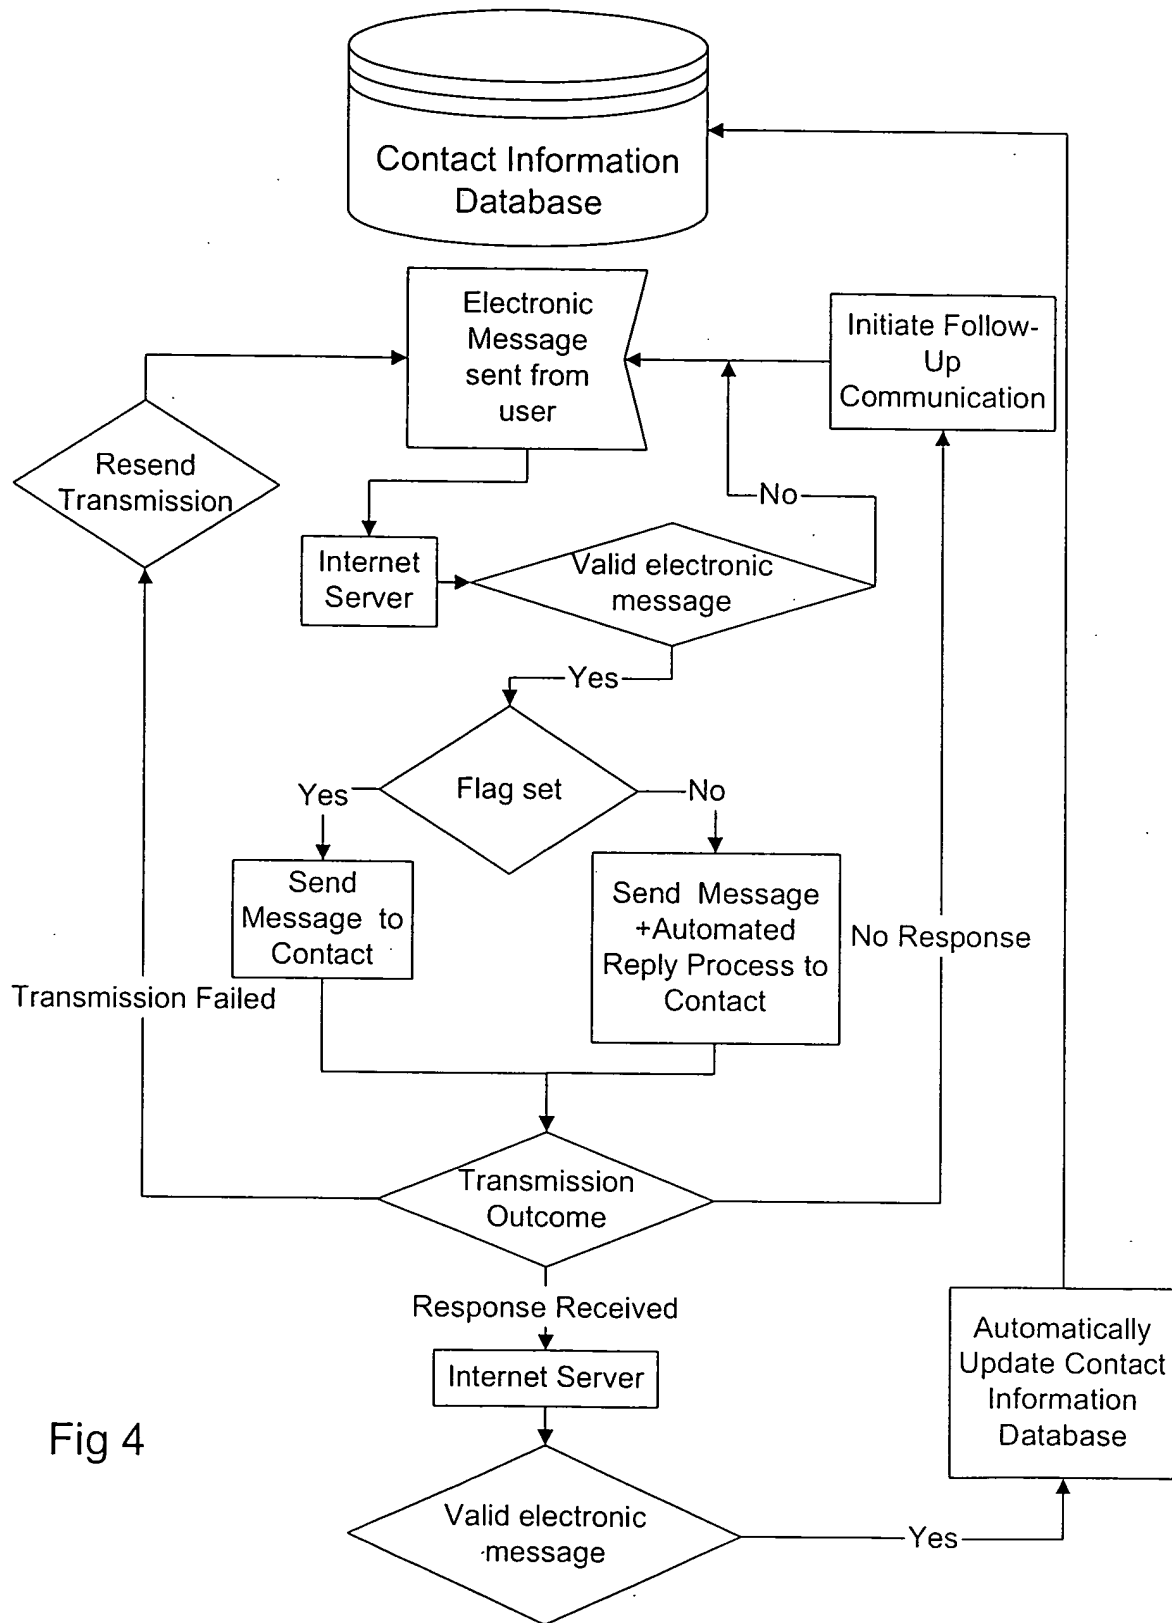 Contact Information
Database
Electronic
Message
sent from
user
Initiate Follow-
Up
Communication
Resend
Transmission
No
Internet
Server
Valid electronic
message
Yes
Flag set
Yes
No
Send
Message to
Contact
Send Message
+Automated
Reply Process to
Contact
No Response
Transmission Failed
Transmission
Outcome
Response Received
Internet Server
Automatically
Update Contact
Information
Database
Fig 4
Valid electronic
message
Yes